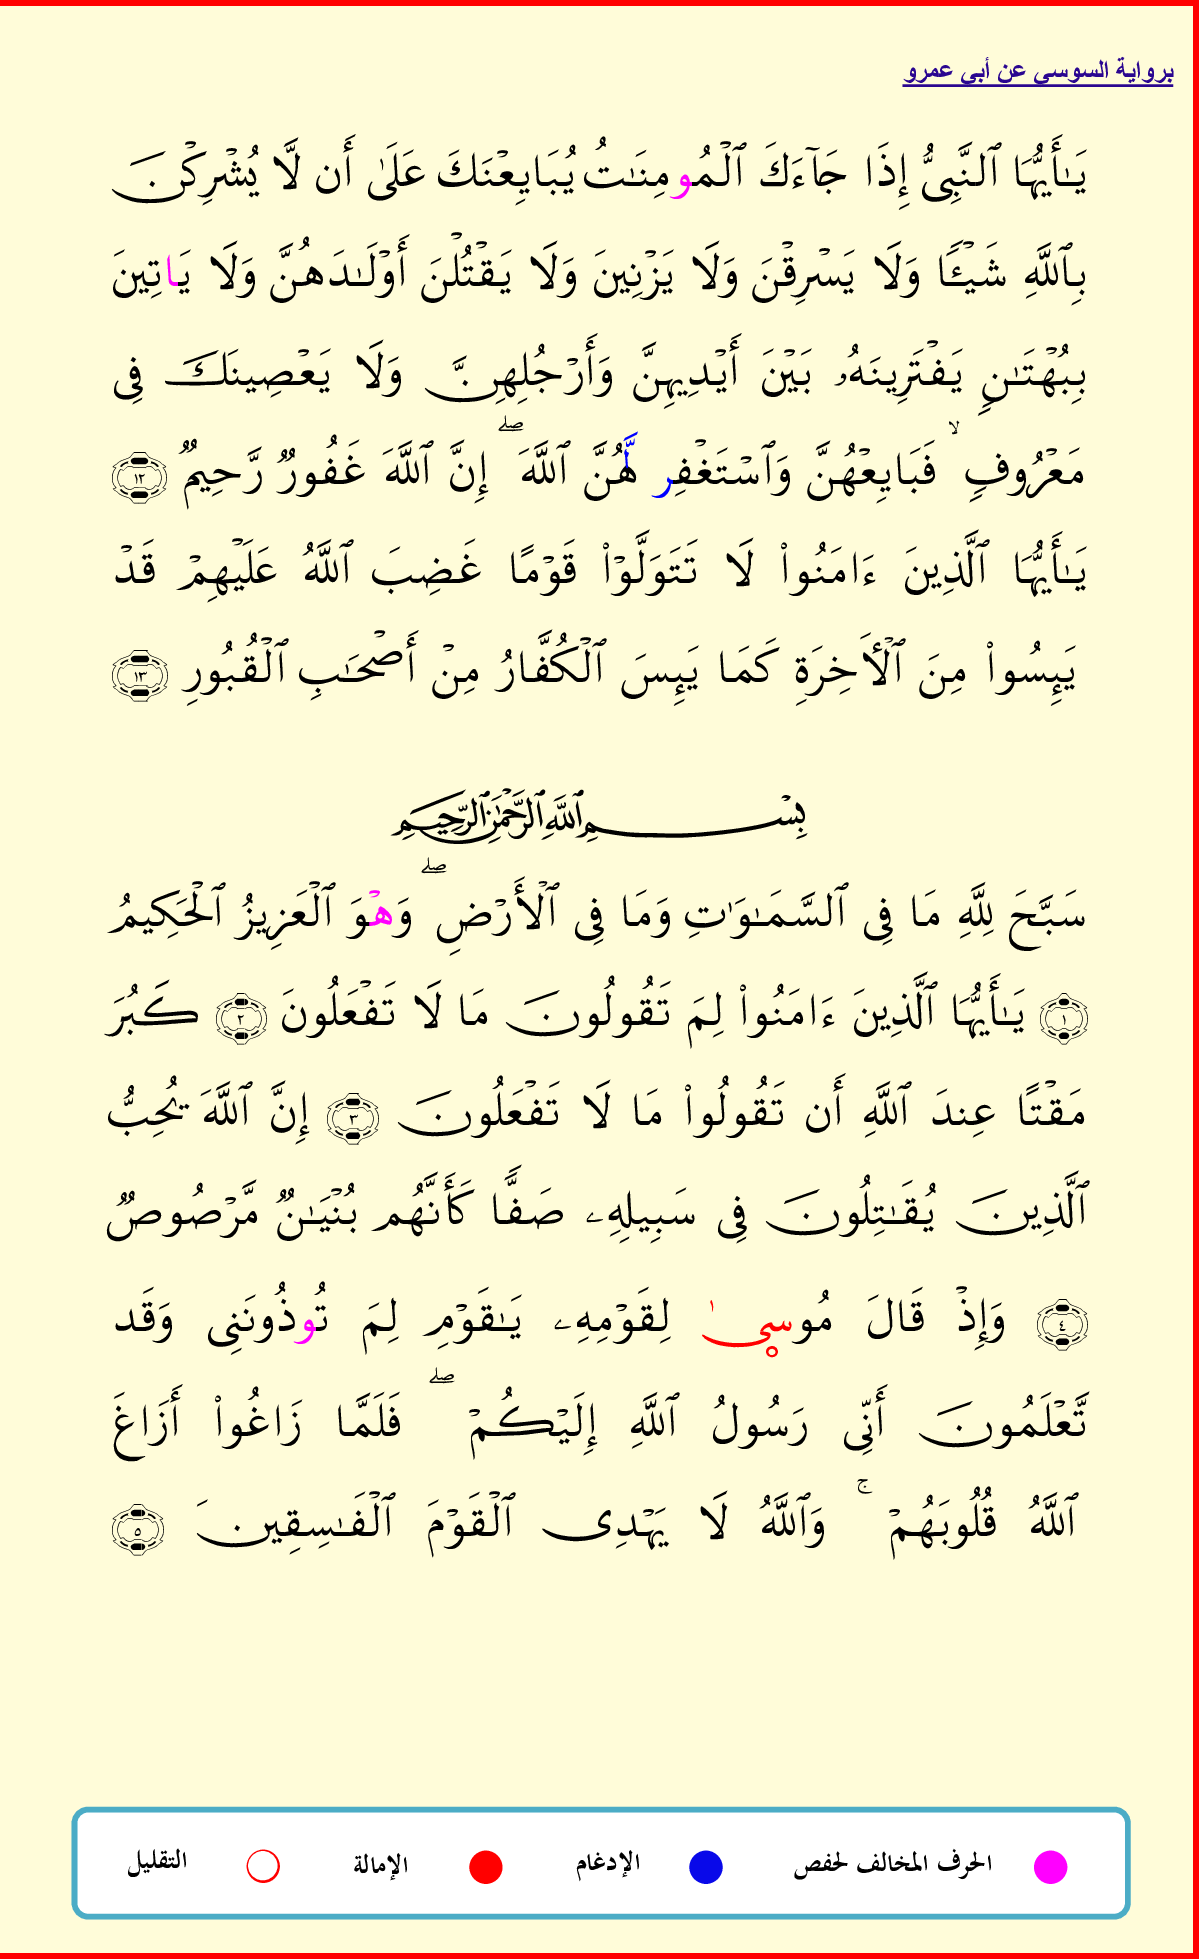 برواية السوسي عن أبي عمرو
يَـٰٓأَيُّهَا ٱلنَّبِىُّ إِذَا جَآءَكَ ٱلْمُومِنَـٰتُ يُبَايِعْنَكَ عَلَىٰٓ أَن لَّا يُشْرِكْنَ
بِٱللَّهِ شَيْـًٔا وَلَا يَسْرِقْنَ وَلَا يَزْنِينَ وَلَا يَقْتُلْنَ أَوْلَـٰدَهُنَّ وَلَا يَاتِينَ
بِبُهْتَـٰنٍ يَفْتَرِينَهُۥ بَيْنَ أَيْدِيهِنَّ وَأَرْجُلِهِنَّ وَلَا يَعْصِينَكَ فِى
مَعْرُوفٍ ۙ فَبَايِعْهُنَّ وَٱسْتَغْفِر لَّهُنَّ ٱللَّهَ ۖ إِنَّ ٱللَّهَ غَفُورٌ رَّحِيمٌ ١٢
يَـٰٓأَيُّهَا ٱلَّذِينَ ءَامَنُوا۟ لَا تَتَوَلَّوْا۟ قَوْمًا غَضِبَ ٱللَّهُ عَلَيْهِمْ قَدْ
يَئِسُوا۟ مِنَ ٱلْـَٔاخِرَةِ كَمَا يَئِسَ ٱلْكُفَّارُ مِنْ أَصْحَـٰبِ ٱلْقُبُورِ ١٣
بِسْمِ ٱللَّهِ ٱلرَّحْمَـٰنِ ٱلرَّحِيمِ
سَبَّحَ لِلَّهِ مَا فِى ٱلسَّمَـٰوَٰتِ وَمَا فِى ٱلْأَرْضِ ۖ وَهْوَ ٱلْعَزِيزُ ٱلْحَكِيمُ
١ يَـٰٓأَيُّهَا ٱلَّذِينَ ءَامَنُوا۟ لِمَ تَقُولُونَ مَا لَا تَفْعَلُونَ ٢ كَبُرَ
مَقْتًا عِندَ ٱللَّهِ أَن تَقُولُوا۟ مَا لَا تَفْعَلُونَ ٣ إِنَّ ٱللَّهَ يُحِبُّ
ٱلَّذِينَ يُقَـٰتِلُونَ فِى سَبِيلِهِۦ صَفًّا كَأَنَّهُم بُنْيَـٰنٌ مَّرْصُوصٌ
٤ وَإِذْ قَالَ مُوسِىٰ لِقَوْمِهِۦ يَـٰقَوْمِ لِمَ تُوذُونَنِى وَقَد
تَّعْلَمُونَ أَنِّى رَسُولُ ٱللَّهِ إِلَيْكُمْ ۖ فَلَمَّا زَاغُوٓا۟ أَزَاغَ
ٱللَّهُ قُلُوبَهُمْ ۚ وَٱللَّهُ لَا يَهْدِى ٱلْقَوْمَ ٱلْفَـٰسِقِينَ ٥
الحرف المخالف لحفص الإدغام الإمالة التقليل